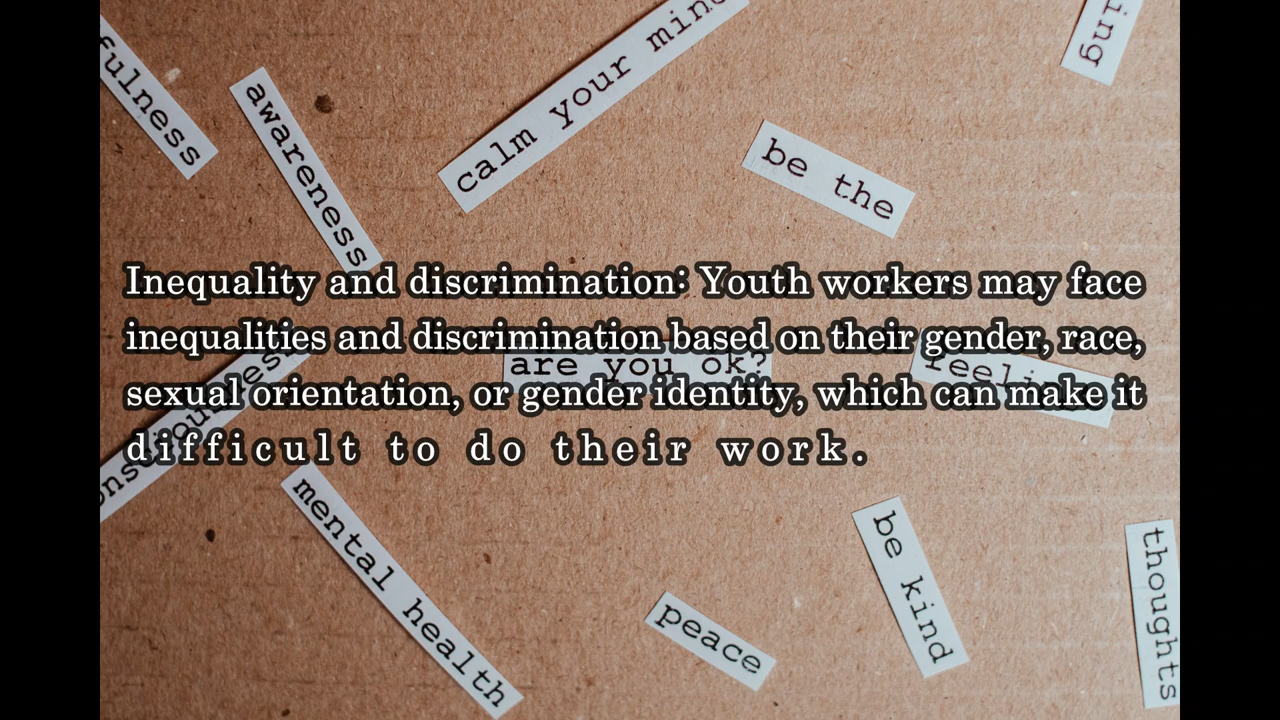 ing
calm your mind
fulness
awareness
be the
Inequality and discrimination: Youth workers may face
inequalities and discrimination based on their gender, race,
are you ok?
feelings
sexual orientation, or gender identity, which can make it
difficult to do their work.
mental health
be kind
thoughts
peace